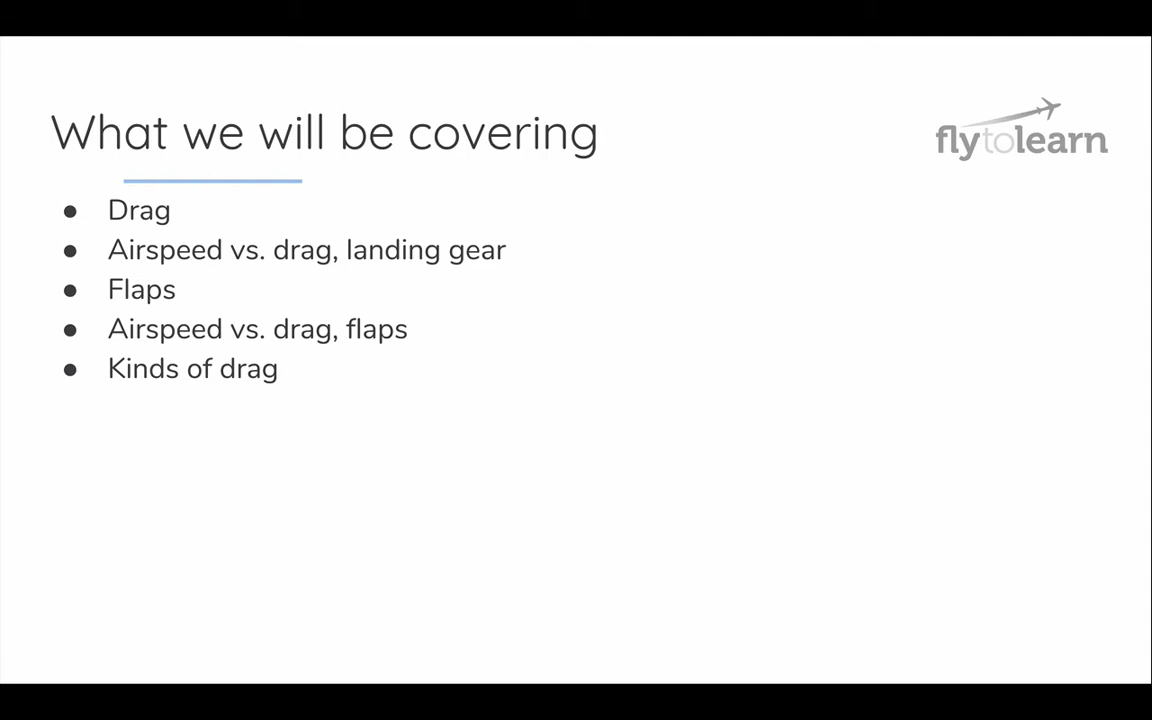 What we will be covering
flytolearn
● Drag
● Airspeed vs. drag, landing gear
● Flaps
● Airspeed vs. drag, flaps
● Kinds of drag